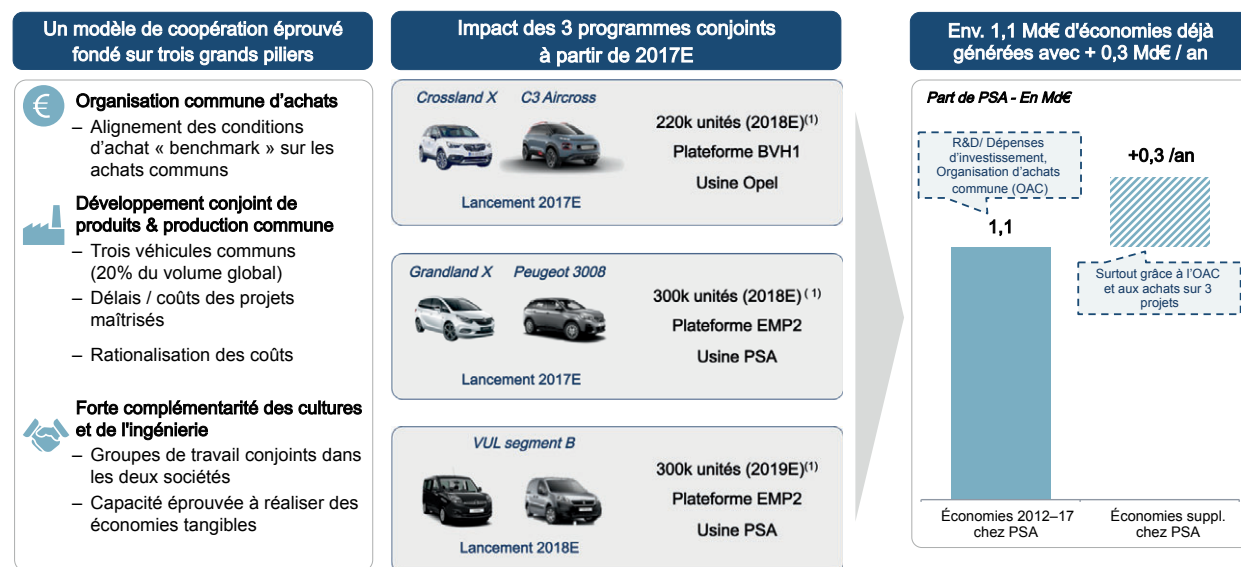 Un modèle de coopération éprouvé
fondé sur trois grands piliers
€
Organisation commune d’achats
– Alignement des conditions
d’achat « benchmark » sur les
achats communs
Développement conjoint de
produits & production commune
– Trois véhicules communs
(20% du volume global)
– Délais / coûts des projets
maîtrisés
– Rationalisation des coûts
Forte complémentarité des cultures
et de l'ingénierie
– Groupes de travail conjoints dans
les deux sociétés
– Capacité éprouvée à réaliser des
économies tangibles
Impact des 3 programmes conjoints
à partir de 2017E
Crossland X C3 Aircross
220k unités (2018E)(1)
Plateforme BVH1
Usine Opel
Lancement 2017E
Grandland X Peugeot 3008
300k unités (2018E)(1)
Plateforme EMP2
Usine PSA
Lancement 2017E
VUL segment B
300k unités (2019E)(1)
Plateforme EMP2
Usine PSA
Lancement 2018E
Env. 1,1 Md€ d'économies déjà
générées avec + 0,3 Md€ / an
Part de PSA - En Md€
R&D/ Dépenses
d’investissement,
Organisation d’achats
commune (OAC)
1,1
+0,3 /an
Surtout grâce à l’OAC
et aux achats sur 3
projets
Économies 2012–17
chez PSA
Économies suppl.
chez PSA